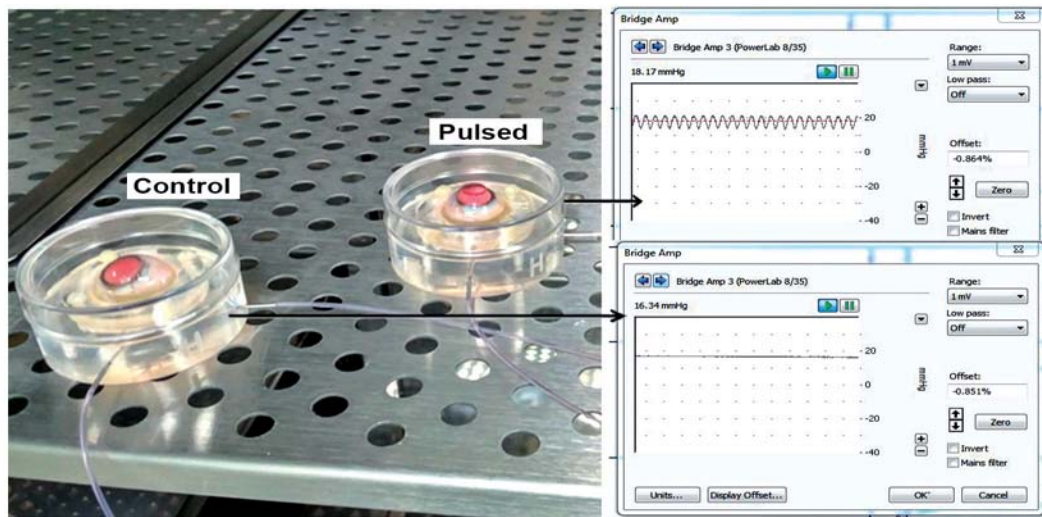 Control
Pulsed
Bridge Amp
Bridge Amp 3 (PowerLab 8/35)
18.17 mmHg
Range:
1 mV
Low pass:
Off
20
0
-20
-40
mmHg
Offset:
-0.864%
Zero
Invert
Mains filter
Bridge Amp
Bridge Amp 3 (PowerLab 8/35)
16.34 mmHg
Range:
1 mV
Low pass:
Off
20
0
-20
-40
mmHg
Offset:
-0.851%
Zero
Invert
Mains filter
Units...
Display Offset...
OK
Cancel